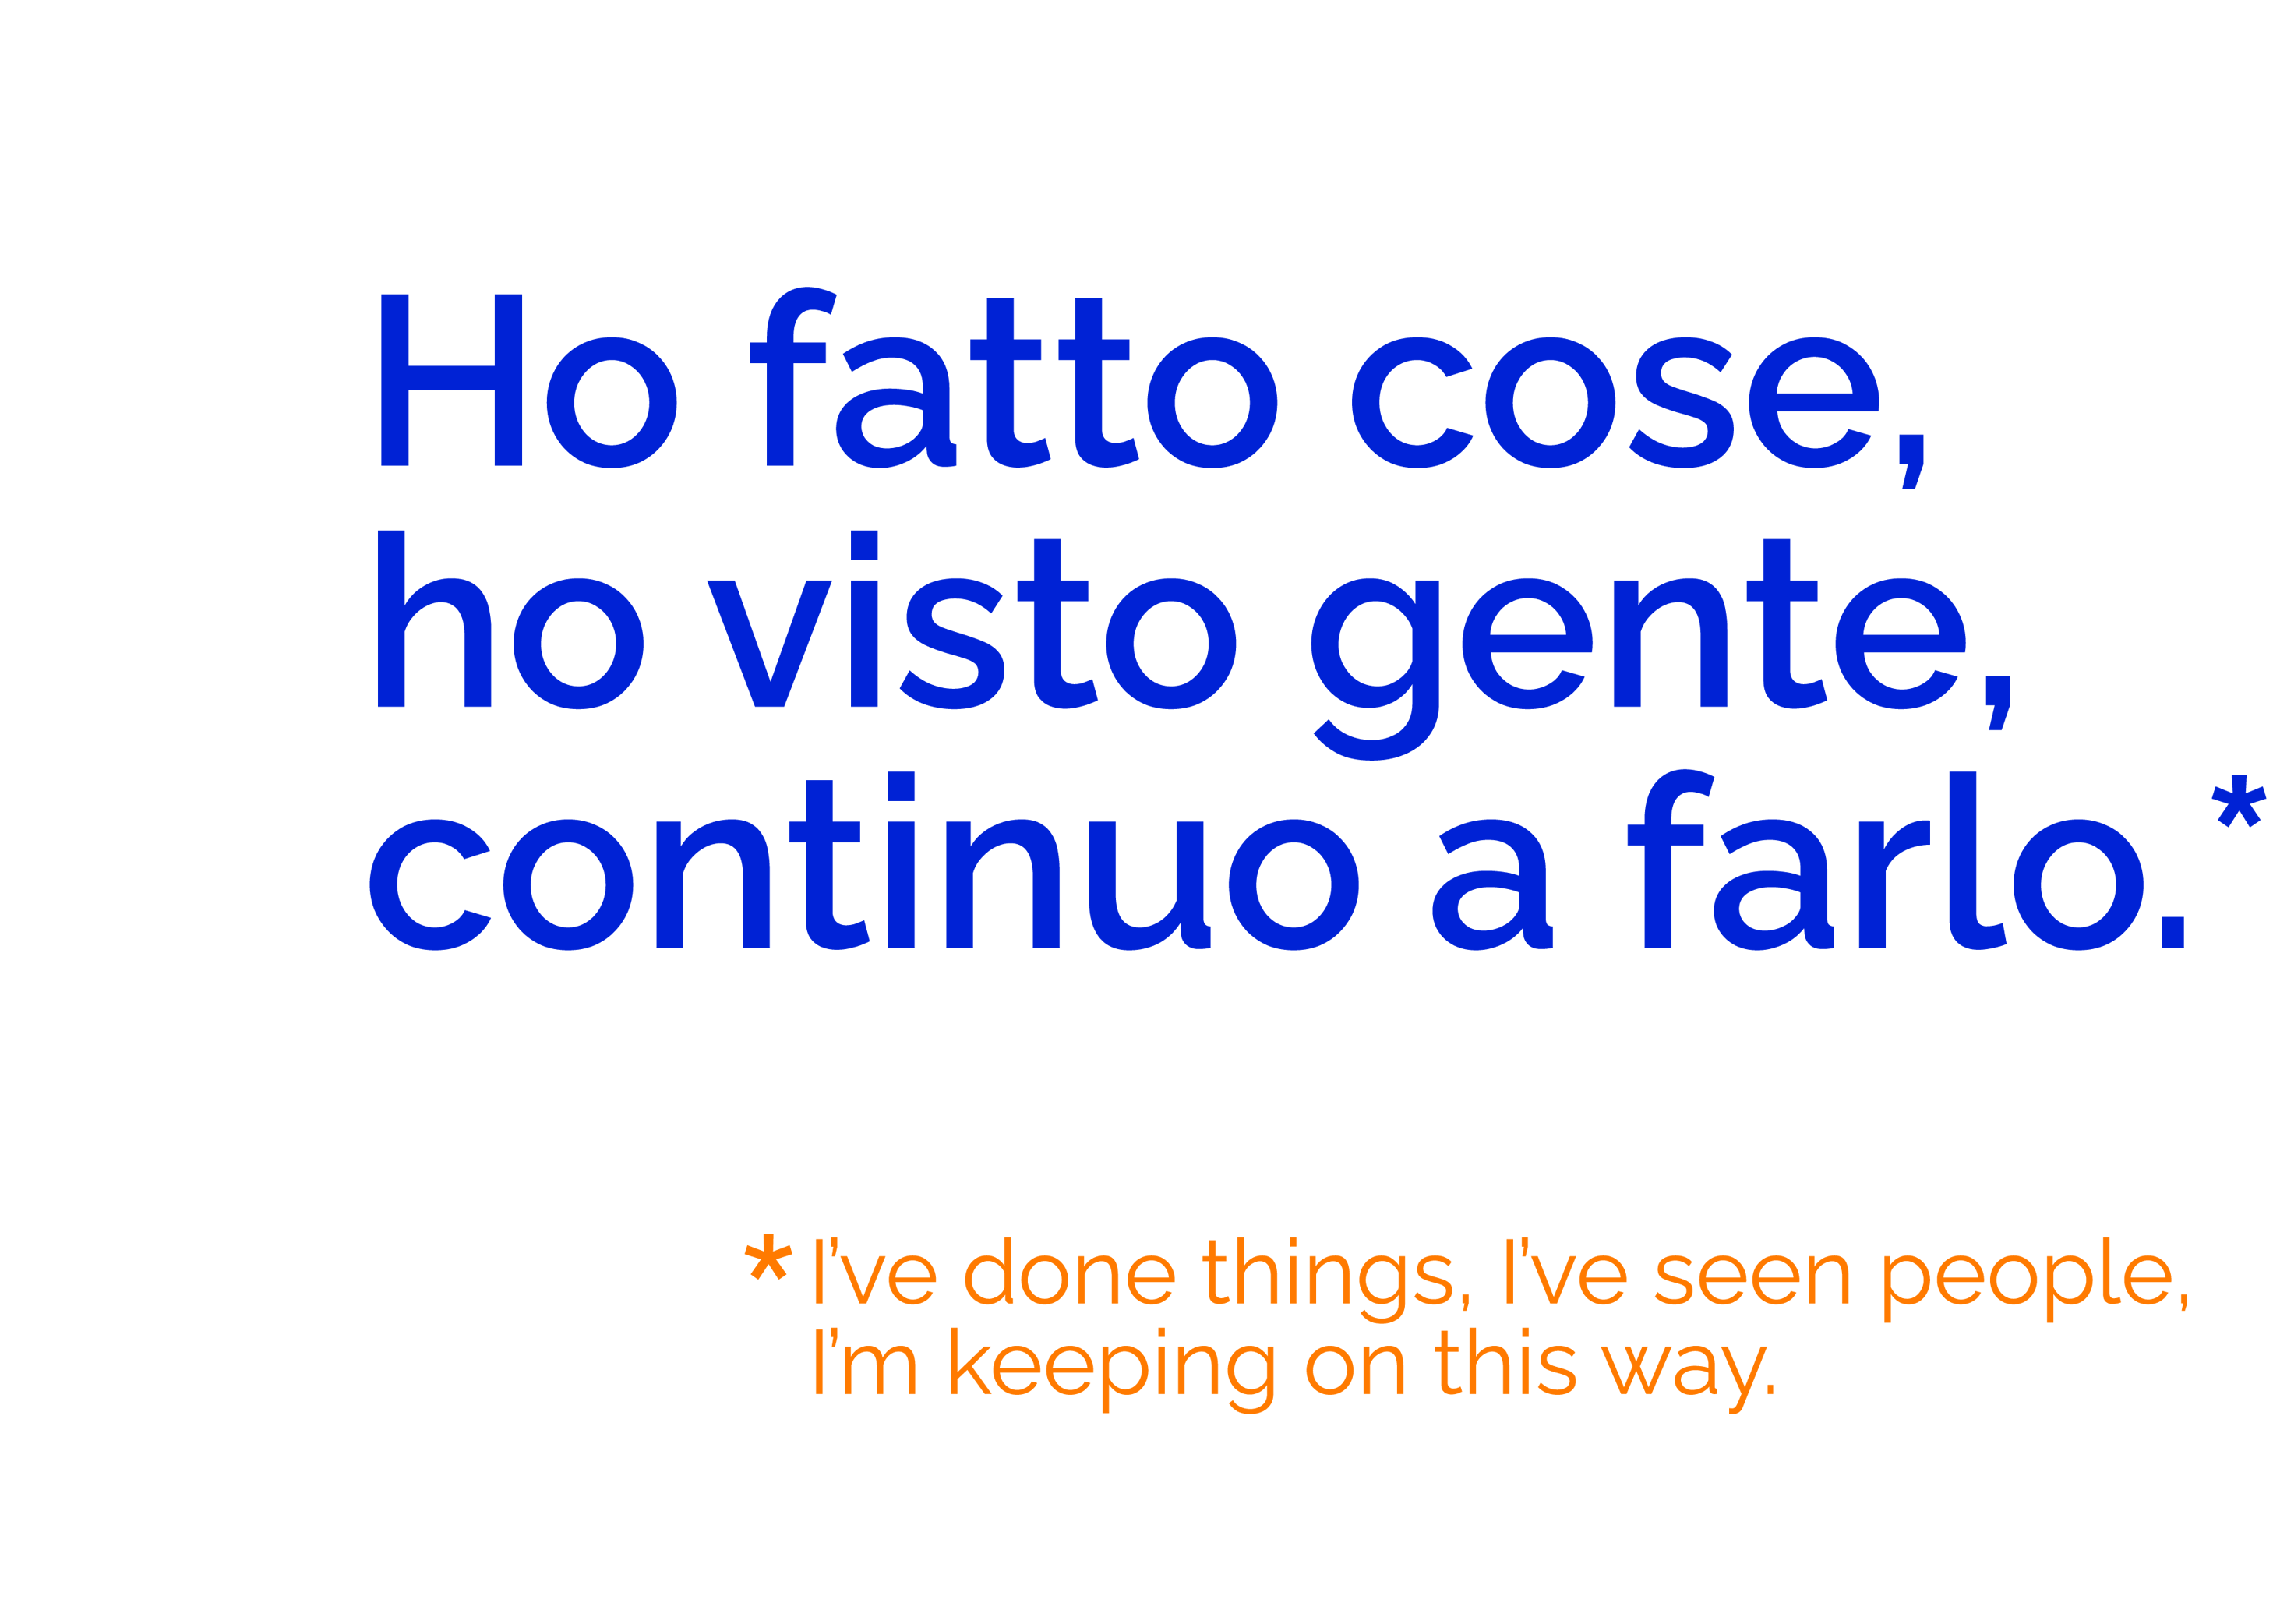 Ho fatto cose,
ho visto gente,
continuo a farlo.*
* I’ve done things, I’ve seen people,
I’m keeping on this way.